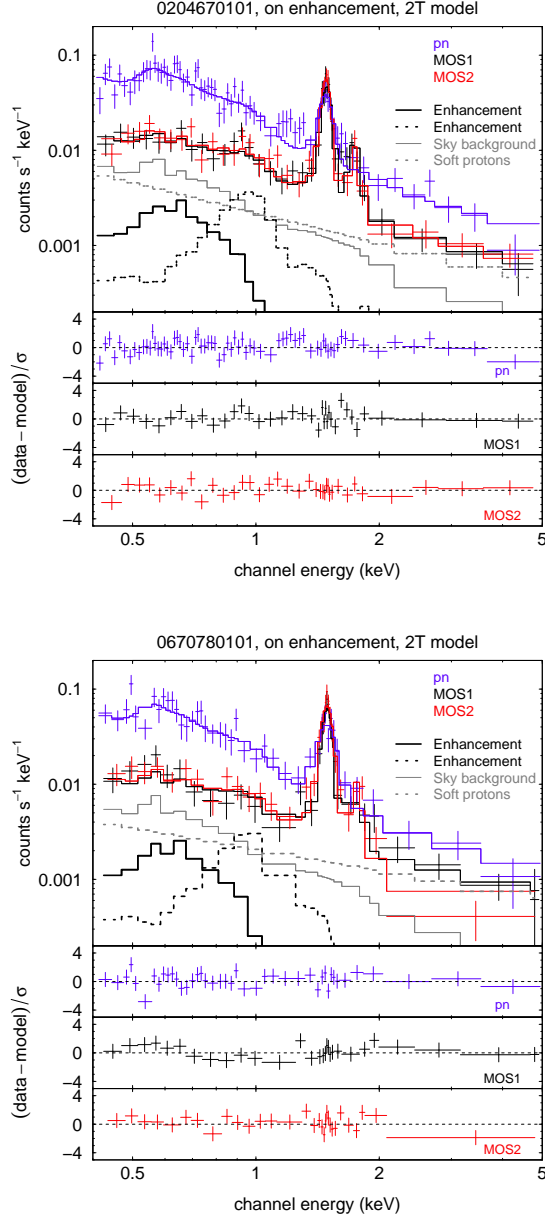 0204670101, on enhancement, 2T model
pn
MOS1
MOS2
Enhancement
Enhancement
Sky background
Soft protons
counts s⁻¹ keV⁻¹
0.1
0.01
0.001
(data−model)/σ
4
0
−4
pn
4
0
−4
MOS1
4
0
−4
MOS2
0.5
1
2
5
channel energy (keV)
0670780101, on enhancement, 2T model
pn
MOS1
MOS2
Enhancement
Enhancement
Sky background
Soft protons
counts s⁻¹ keV⁻¹
0.1
0.01
0.001
(data−model)/σ
4
0
−4
pn
4
0
−4
MOS1
4
0
−4
MOS2
0.5
1
2
5
channel energy (keV)